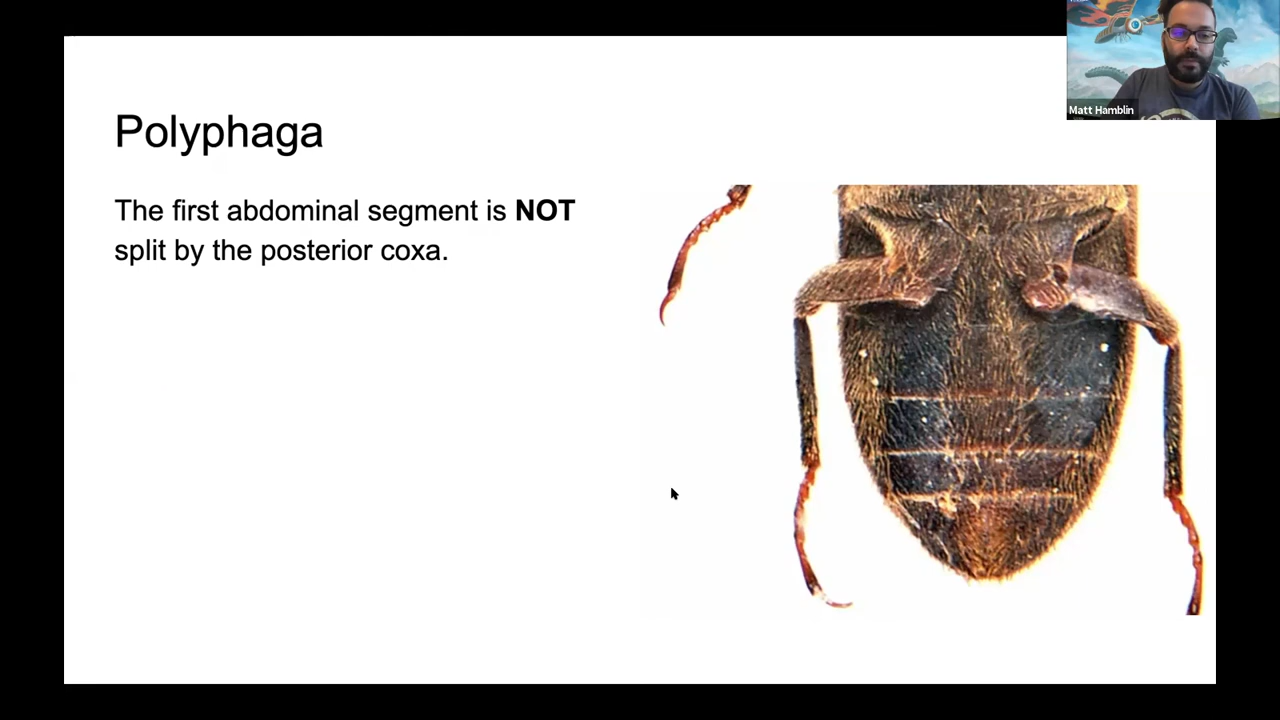 Matt Hamblin
Polyphaga
The first abdominal segment is NOT
split by the posterior coxa.